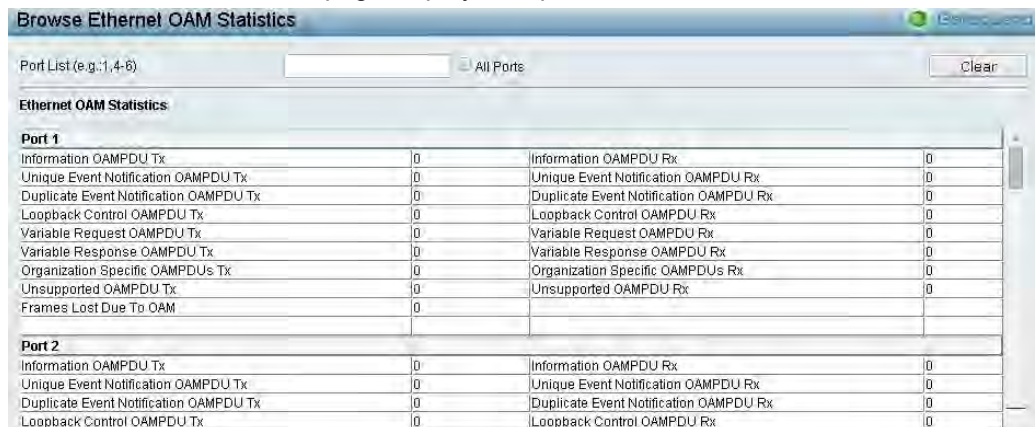 Browse Ethernet OAM Statistics
Port List (e.g.:1,4-6) All Ports Clear
Ethernet OAM Statistics
Port 1
Information OAMPDU Tx 0 Information OAMPDU Rx 0
Unique Event Notification OAMPDU Tx 0 Unique Event Notification OAMPDU Rx 0
Duplicate Event Notification OAMPDU Tx 0 Duplicate Event Notification OAMPDU Rx 0
Loopback Control OAMPDU Tx 0 Loopback Control OAMPDU Rx 0
Variable Request OAMPDU Tx 0 Variable Request OAMPDU Rx 0
Variable Response OAMPDU Tx 0 Variable Response OAMPDU Rx 0
Organization Specific OAMPDUs Tx 0 Organization Specific OAMPDUs Rx 0
Unsupported OAMPDU Tx 0 Unsupported OAMPDU Rx 0
Frames Lost Due To OAM 0
Port 2
Information OAMPDU Tx 0 Information OAMPDU Rx 0
Unique Event Notification OAMPDU Tx 0 Unique Event Notification OAMPDU Rx 0
Duplicate Event Notification OAMPDU Tx 0 Duplicate Event Notification OAMPDU Rx 0
Loopback Control OAMPDU Tx 0 Loopback Control OAMPDU Rx 0